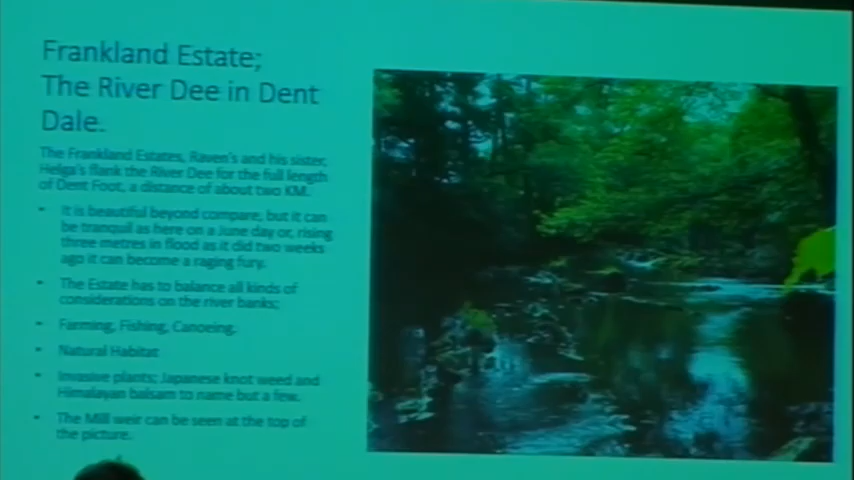 Frankland Estate;
The River Dee in Dent
Dale.
The Frankland Estates, Raven's and his sister,
Helga's flank the River Dee for the full length
of Dent Foot, a distance of about two KM.
• It is beautiful beyond compare, but it can
be tranquil as here on a June day or, rising
three metres in flood as it did two weeks
ago it can become a raging fury.
• The Estate has to balance all kinds of
considerations on the river banks;
• Farming, Fishing, Canoeing.
• Natural Habitat
• Invasive plants; Japanese knot weed and
Himalayan balsam to name but a few.
• The Mill weir can be seen at the top of
the picture.